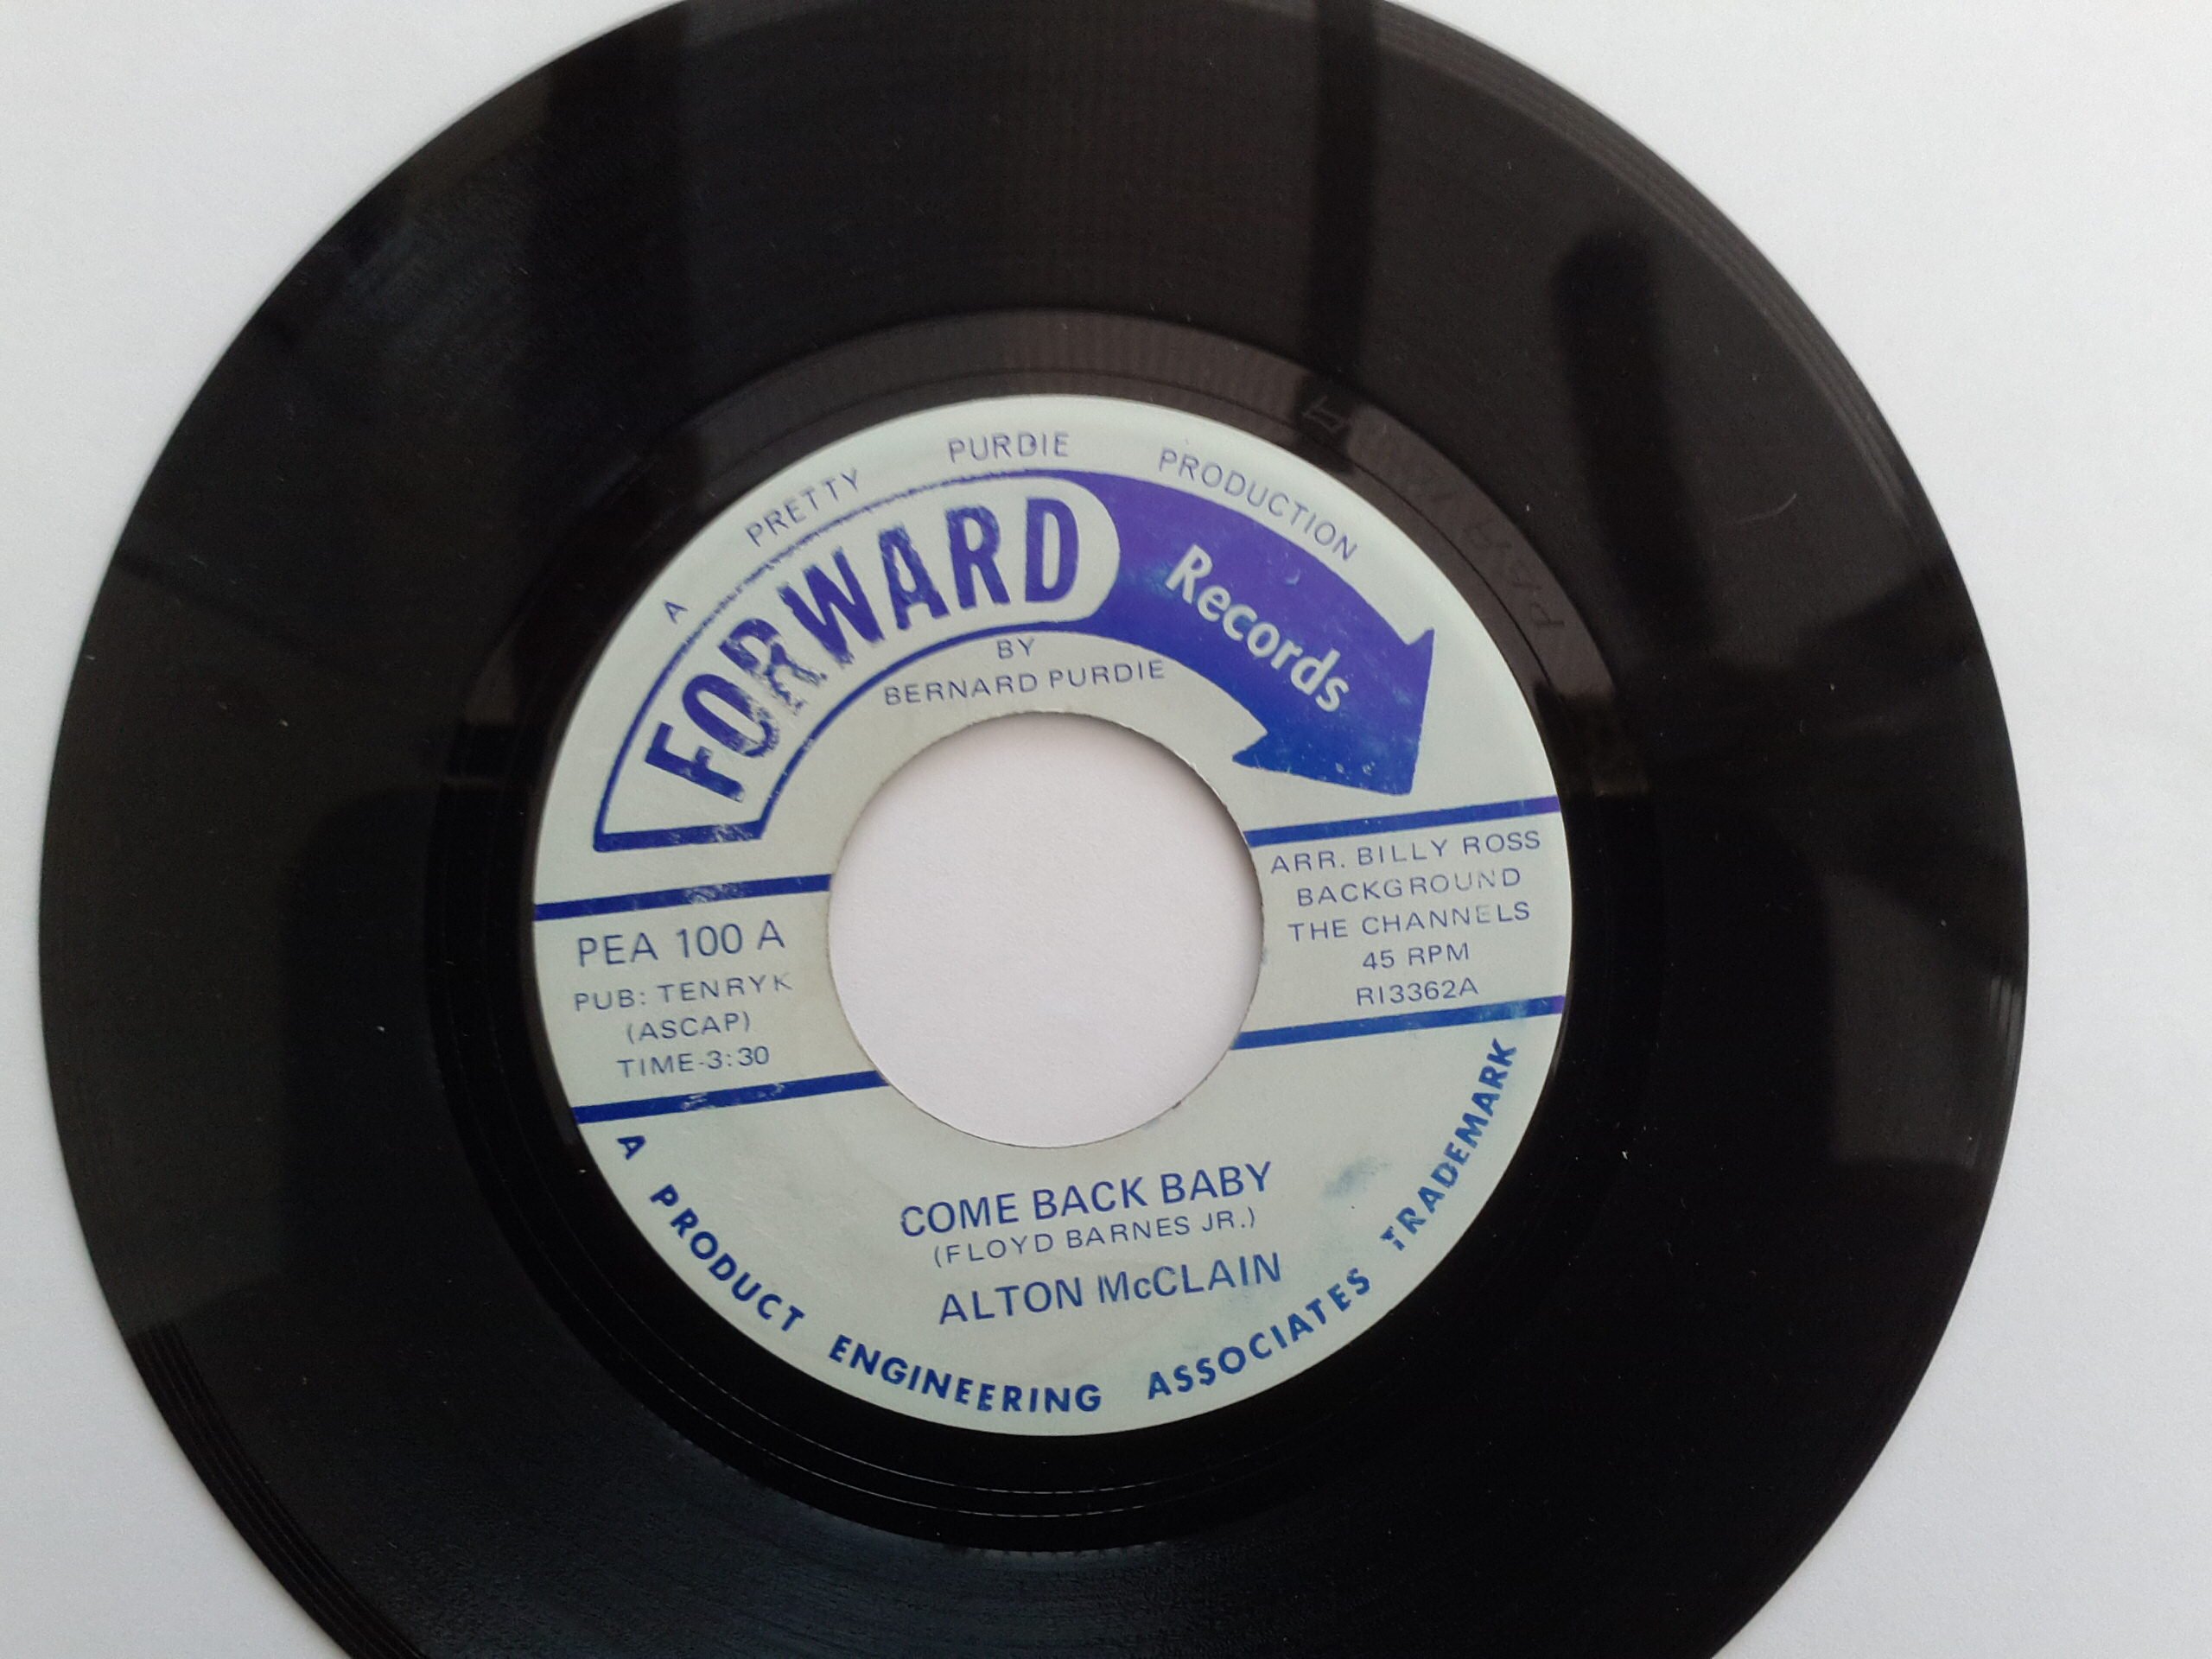 A PRETTY PURDIE PRODUCTION
FORWARD Records
BY
BERNARD PURDIE
PEA 100 A
PUB: TENRYK
(ASCAP)
TIME-3:30
ARR. BILLY ROSS
BACKGROUND
THE CHANNELS
45 RPM
RI3362A
COME BACK BABY
(FLOYD BARNES JR.)
ALTON McCLAIN
A PRODUCT ENGINEERING ASSOCIATES TRADEMARK